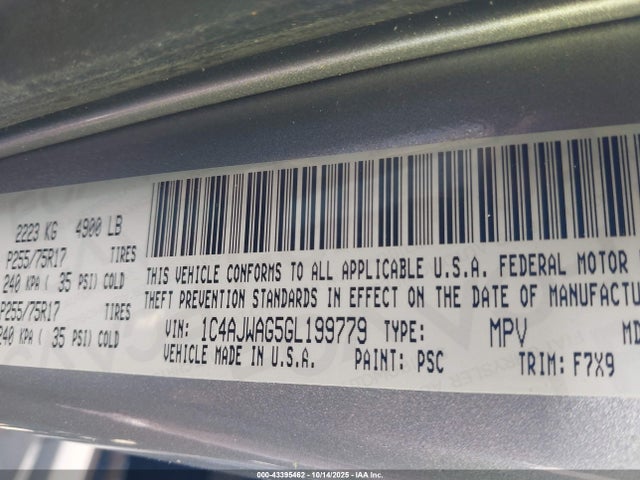 2223 KG 4900 LB
P255/75R17 TIRES
240 KPA ( 35 PSI) COLD
P255/75R17 TIRES
240 KPA ( 35 PSI) COLD
THIS VEHICLE CONFORMS TO ALL APPLICABLE U.S.A. FEDERAL MOTOR
THEFT PREVENTION STANDARDS IN EFFECT ON THE DATE OF MANUFACTU
VIN: 1C4AJWAG5GL199779 TYPE: MPV MD
VEHICLE MADE IN U.S.A. PAINT: PSC TRIM: F7X9
000-43395462 | 10/14/2025 | © IAA Inc.